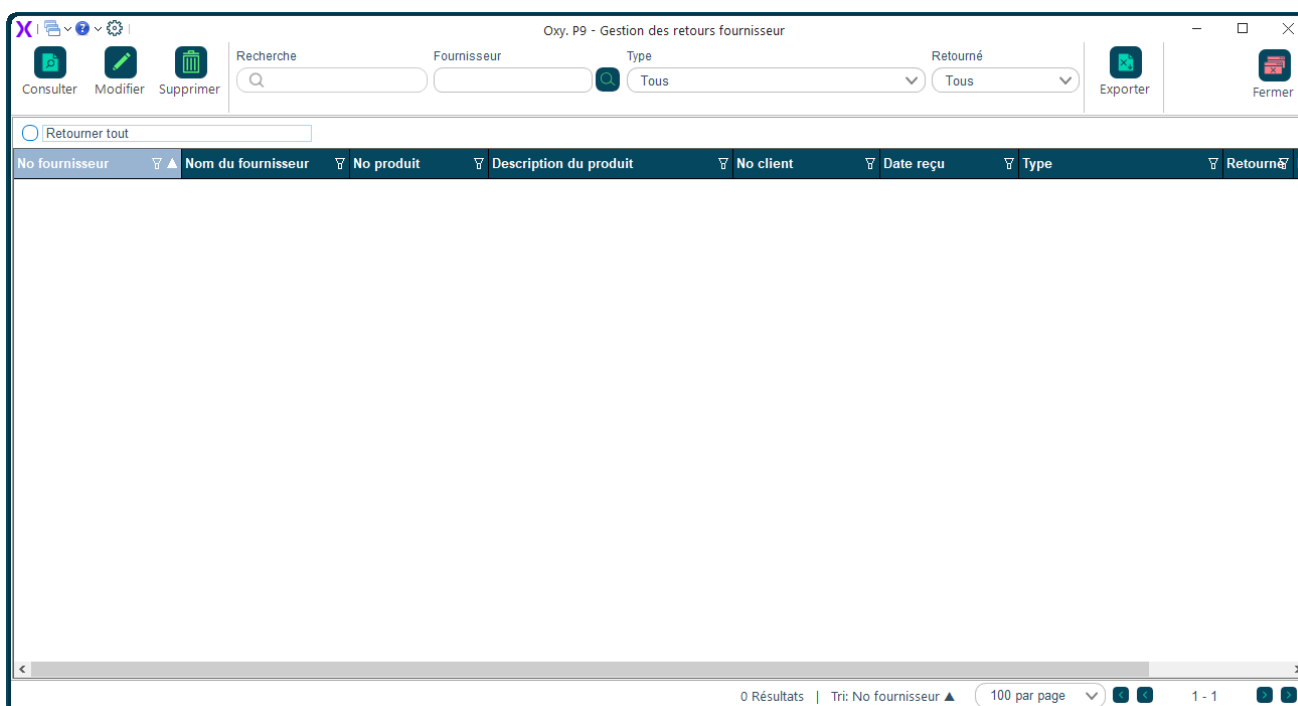 Oxy. P9 - Gestion des retours fournisseur
Recherche Fournisseur Type Retourné
Tous Tous
Consulter Modifier Supprimer Exporter Fermer
Retourner tout
No fournisseur Nom du fournisseur No produit Description du produit No client Date reçu Type Retourné
0 Résultats | Tri: No fournisseur ▲ 100 par page 1 - 1